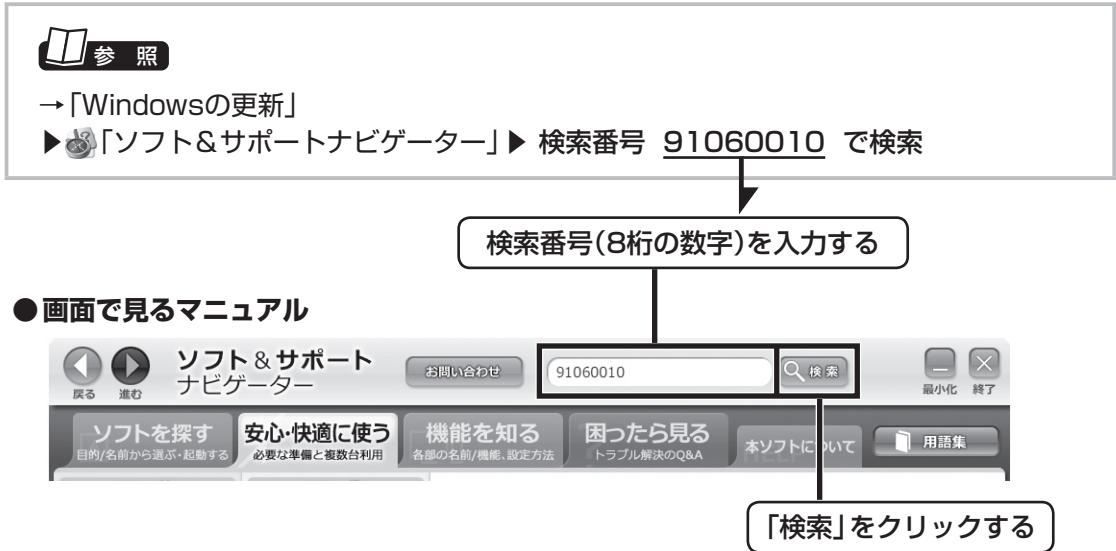 参 照
→「Windowsの更新」
▶「ソフト＆サポートナビゲーター」▶ 検索番号 91060010 で検索
検索番号(8桁の数字)を入力する
●画面で見るマニュアル
戻る 進む
ソフト＆サポート
ナビゲーター
お問い合わせ
91060010
検索
最小化 終了
ソフトを探す
目的/名前から選ぶ・起動する
安心・快適に使う
必要な準備と複数台利用
機能を知る
各部の名前/機能、設定方法
困ったら見る
トラブル解決のQ&A
本ソフトについて
用語集
「検索」をクリックする